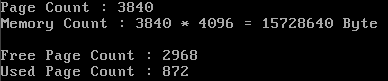 Page Count : 3840
Memory Count : 3840 * 4096 = 15728640 Byte
Free Page Count : 2968
Used Page Count : 872